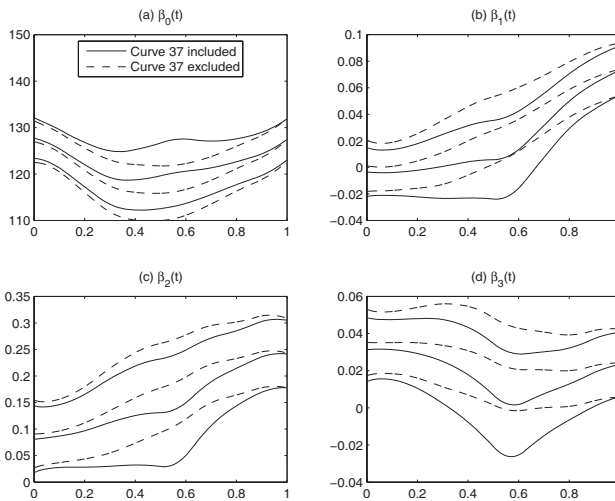 (a) β0(t)
150
140
130
120
110
0 0.2 0.4 0.6 0.8 1
Curve 37 included
Curve 37 excluded
(b) β1(t)
0.1
0.08
0.06
0.04
0.02
0
−0.02
−0.04
0 0.2 0.4 0.6 0.8
(c) β2(t)
0.35
0.3
0.25
0.2
0.15
0.1
0.05
0
0 0.2 0.4 0.6 0.8 1
(d) β3(t)
0.06
0.04
0.02
0
−0.02
−0.04
0 0.2 0.4 0.6 0.8